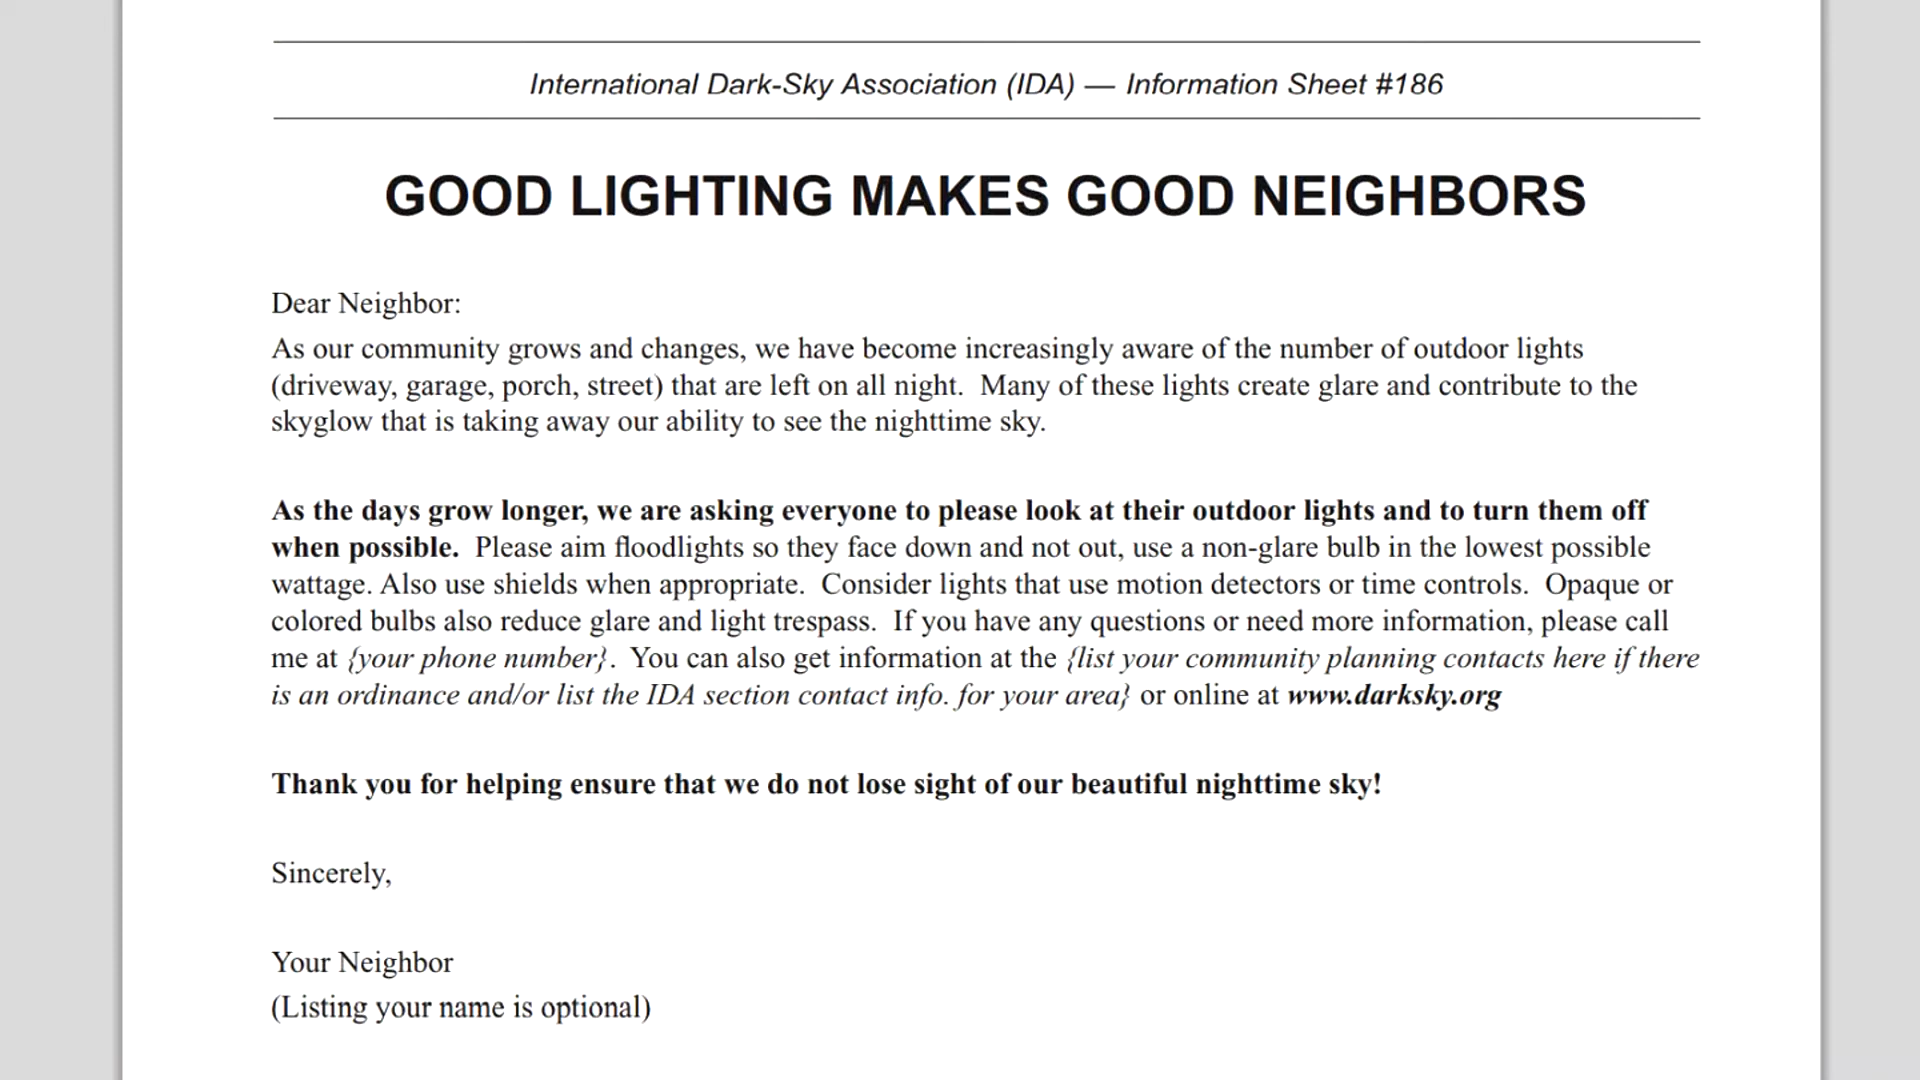 International Dark-Sky Association (IDA) — Information Sheet #186
GOOD LIGHTING MAKES GOOD NEIGHBORS
Dear Neighbor:
As our community grows and changes, we have become increasingly aware of the number of outdoor lights
(driveway, garage, porch, street) that are left on all night.  Many of these lights create glare and contribute to the
skyglow that is taking away our ability to see the nighttime sky.
As the days grow longer, we are asking everyone to please look at their outdoor lights and to turn them off
when possible.  Please aim floodlights so they face down and not out, use a non-glare bulb in the lowest possible
wattage. Also use shields when appropriate.  Consider lights that use motion detectors or time controls.  Opaque or
colored bulbs also reduce glare and light trespass.  If you have any questions or need more information, please call
me at {your phone number}.  You can also get information at the {list your community planning contacts here if there
is an ordinance and/or list the IDA section contact info. for your area} or online at www.darksky.org
Thank you for helping ensure that we do not lose sight of our beautiful nighttime sky!
Sincerely,
Your Neighbor
(Listing your name is optional)